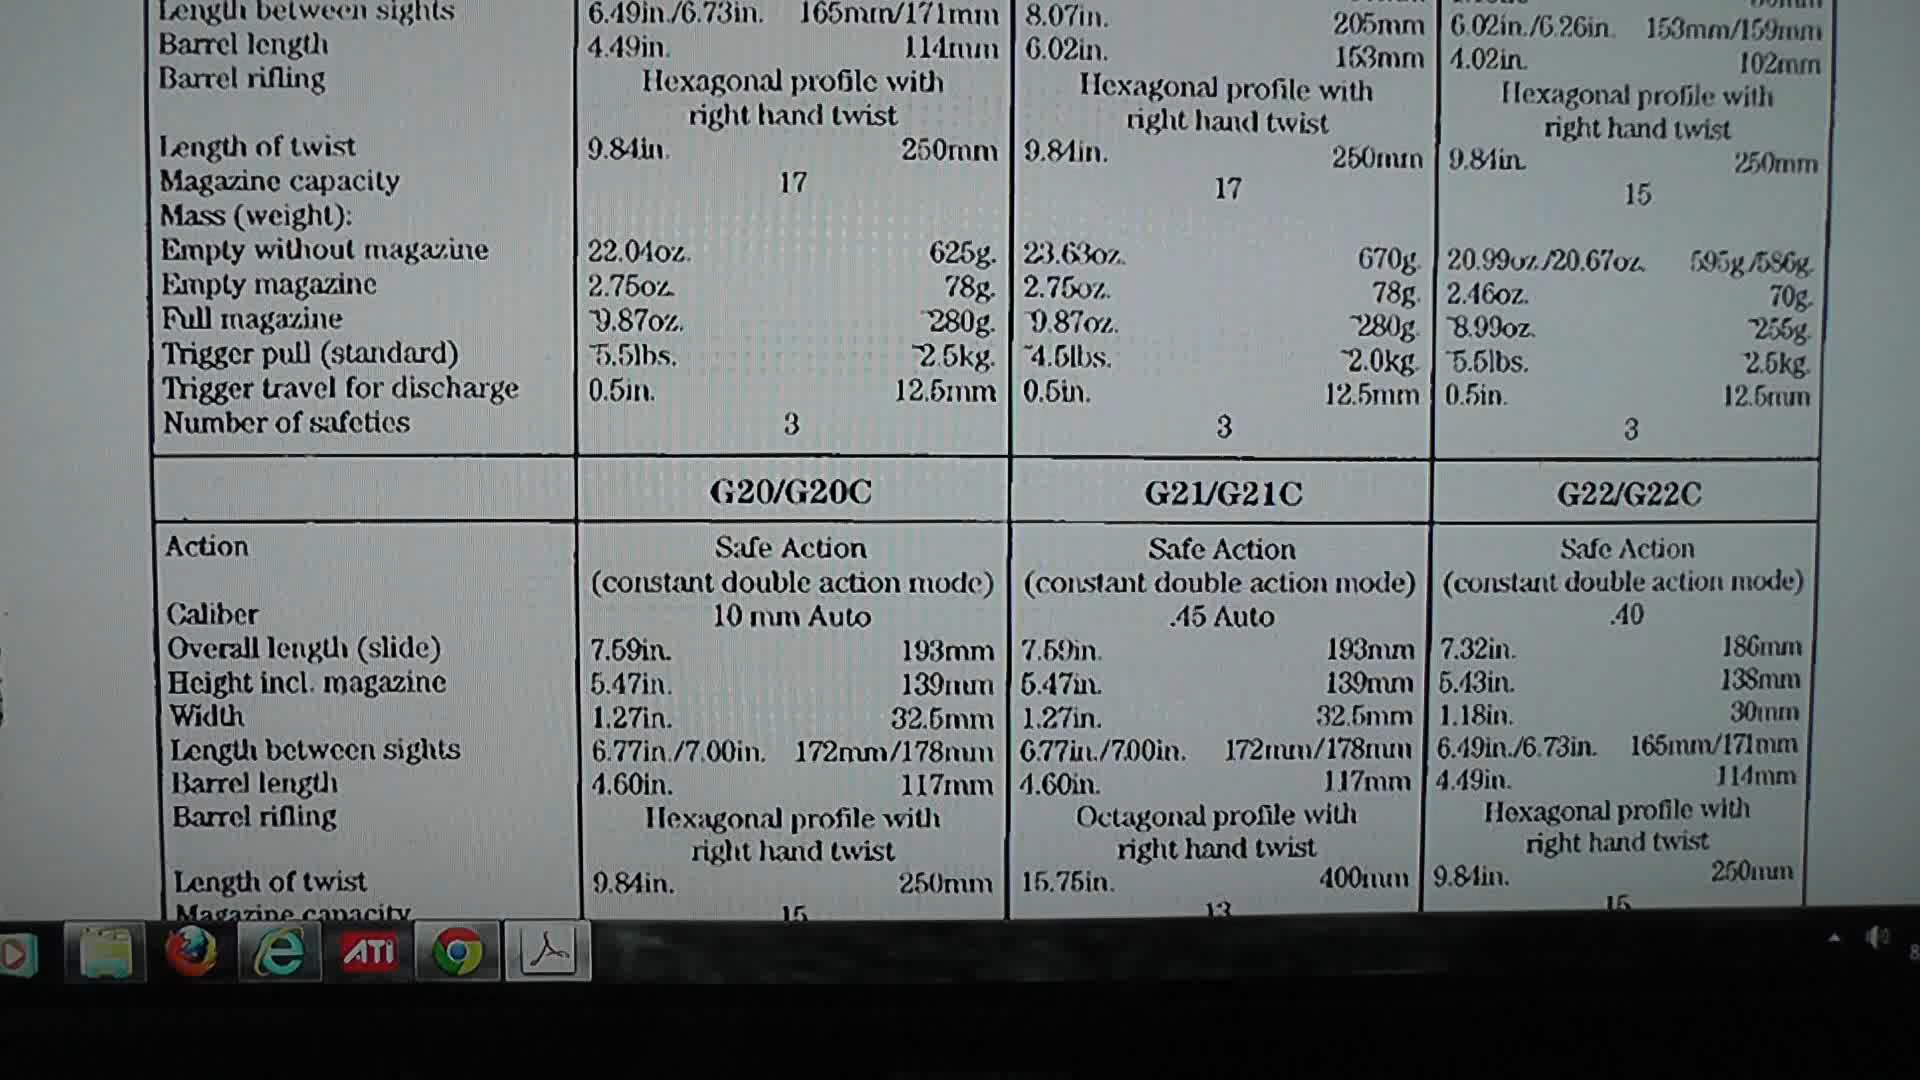 Length between sights 6.49in./6.73in. 165mm/171mm 8.07in. 205mm 6.02in./6.26in. 153mm/159mm
Barrel length 4.49in. 114mm 6.02in. 153mm 4.02in. 102mm
Barrel rifling Hexagonal profile with Hexagonal profile with Hexagonal profile with
right hand twist right hand twist right hand twist
Length of twist 9.84in. 250mm 9.84in. 250mm 9.84in. 250mm
Magazine capacity 17 17 15
Mass (weight):
Empty without magazine 22.04oz. 625g. 23.63oz. 670g. 20.99oz./20.67oz. 595g./586g.
Empty magazine 2.75oz. 78g. 2.75oz. 78g. 2.46oz. 70g.
Full magazine ~9.87oz. ~280g. ~9.87oz. ~280g. ~8.99oz. ~255g.
Trigger pull (standard) ~5.5lbs. ~2.5kg. ~4.5lbs. ~2.0kg. ~5.5lbs. ~2.5kg.
Trigger travel for discharge 0.5in. 12.5mm 0.5in. 12.5mm 0.5in. 12.5mm
Number of safeties 3 3 3
G20/G20C G21/G21C G22/G22C
Action Safe Action Safe Action Safe Action
(constant double action mode) (constant double action mode) (constant double action mode)
Caliber 10 mm Auto .45 Auto .40
Overall length (slide) 7.59in. 193mm 7.59in. 193mm 7.32in. 186mm
Height incl. magazine 5.47in. 139mm 5.47in. 139mm 5.43in. 138mm
Width 1.27in. 32.5mm 1.27in. 32.5mm 1.18in. 30mm
Length between sights 6.77in./7.00in. 172mm/178mm 6.77in./7.00in. 172mm/178mm 6.49in./6.73in. 165mm/171mm
Barrel length 4.60in. 117mm 4.60in. 117mm 4.49in. 114mm
Barrel rifling Hexagonal profile with Octagonal profile with Hexagonal profile with
right hand twist right hand twist right hand twist
Length of twist 9.84in. 250mm 15.75in. 400mm 9.84in. 250mm
Magazine capacity 15 13 15
ATI